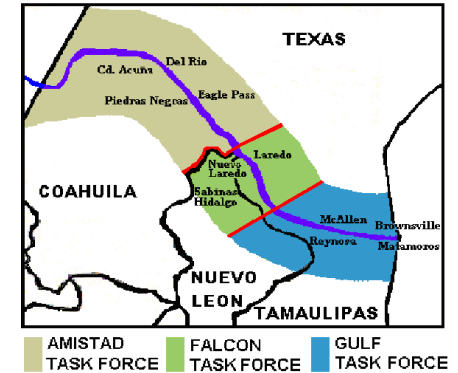 TEXAS
Del Rio
Cd. Acuña
Eagle Pass
Piedras Negras
Laredo
Nuevo
Laredo
COAHUILA
Sabinas
Hidalgo
McAllen
Brownsville
Reynosa
Matamoros
NUEVO
LEON
TAMAULIPAS
AMISTAD
TASK FORCE
FALCON
TASK FORCE
GULF
TASK FORCE